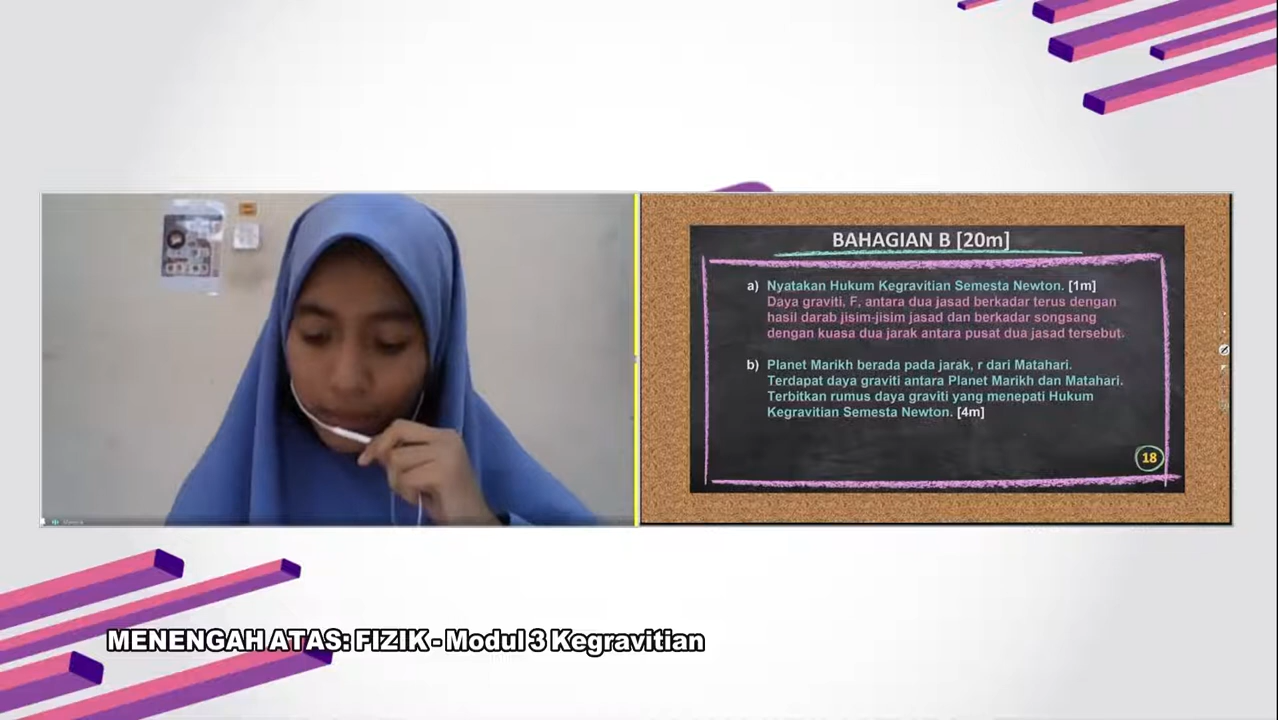 BAHAGIAN B [20m]
a) Nyatakan Hukum Kegravitian Semesta Newton. [1m]
Daya graviti, F, antara dua jasad berkadar terus dengan
hasil darab jisim-jisim jasad dan berkadar songsang
dengan kuasa dua jarak antara pusat dua jasad tersebut.
b) Planet Marikh berada pada jarak, r dari Matahari.
Terdapat daya graviti antara Planet Marikh dan Matahari.
Terbitkan rumus daya graviti yang menepati Hukum
Kegravitian Semesta Newton. [4m]
18
MENENGAH ATAS: FIZIK - Modul 3 Kegravitian